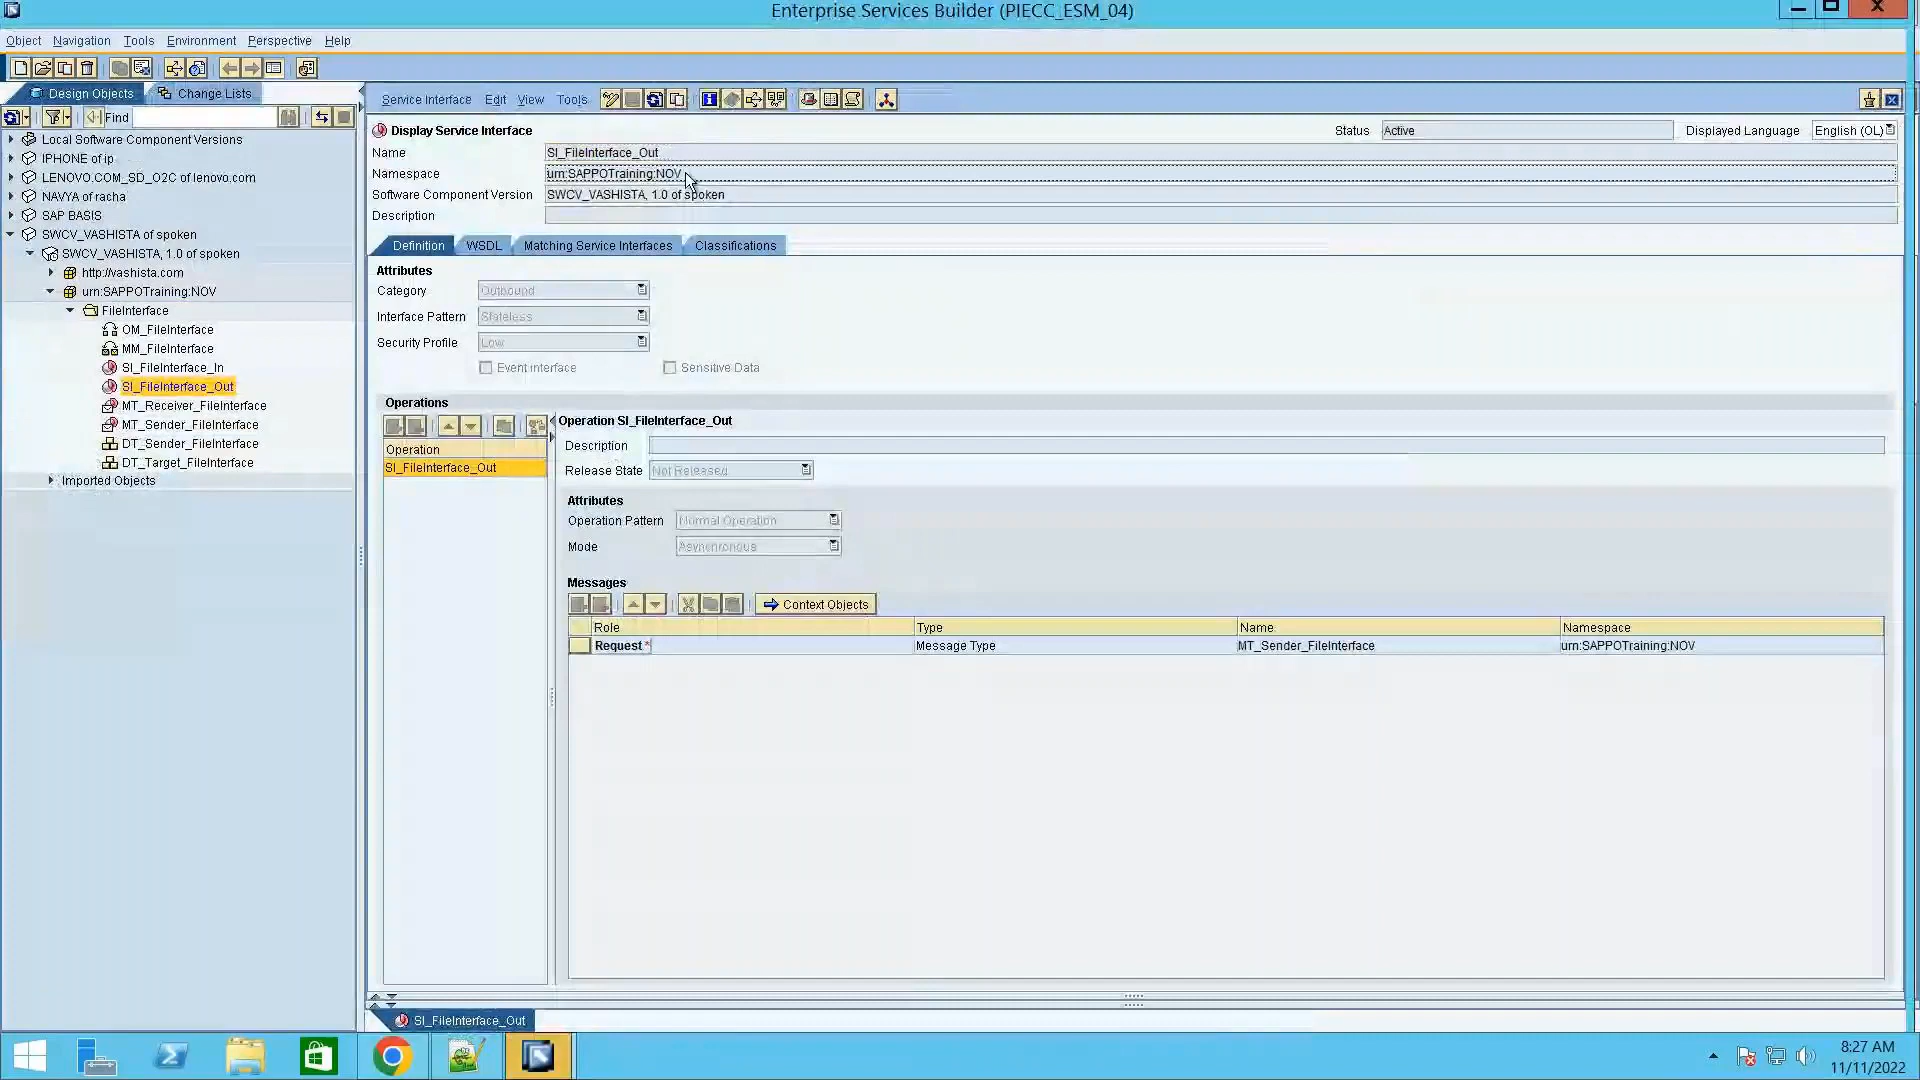 Enterprise Services Builder (PIECC_ESM_04)
Object Navigation Tools Environment Perspective Help
Design Objects Change Lists
Service Interface Edit View Tools
Find
Display Service Interface
Status Active Displayed Language English (OL)
Name SI_FileInterface_Out
Namespace urn:SAPPOTraining:NOV
Software Component Version SWCV_VASHISTA, 1.0 of spoken
Description
Local Software Component Versions
IPHONE of ip
LENOVO.COM_SD_O2C of lenovo.com
NAVYA of racha
SAP BASIS
SWCV_VASHISTA of spoken
SWCV_VASHISTA, 1.0 of spoken
http://vashista.com
urn:SAPPOTraining:NOV
FileInterface
OM_FileInterface
MM_FileInterface
SI_FileInterface_In
SI_FileInterface_Out
MT_Receiver_FileInterface
MT_Sender_FileInterface
DT_Sender_FileInterface
DT_Target_FileInterface
Imported Objects
Definition WSDL Matching Service Interfaces Classifications
Attributes
Category Outbound
Interface Pattern Stateless
Security Profile Low
Event interface Sensitive Data
Operations
Operation
SI_FileInterface_Out
Operation SI_FileInterface_Out
Description
Release State Not Released
Attributes
Operation Pattern Normal Operation
Mode Asynchronous
Messages
Context Objects
Role Type Name Namespace
Request * Message Type MT_Sender_FileInterface urn:SAPPOTraining:NOV
SI_FileInterface_Out
8:27 AM
11/11/2022